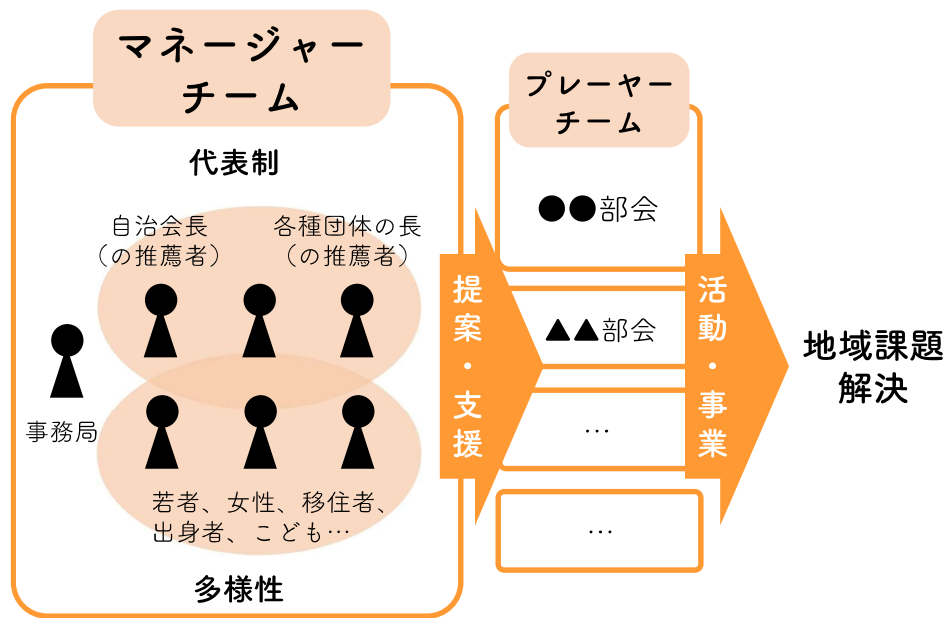 マネージャー
チーム
代表制
自治会長
（の推薦者）
各種団体の長
（の推薦者）
事務局
若者、女性、移住者、
出身者、こども…
多様性
提案・支援
プレーヤー
チーム
●●部会
▲▲部会
…
…
活動・事業
地域課題
解決